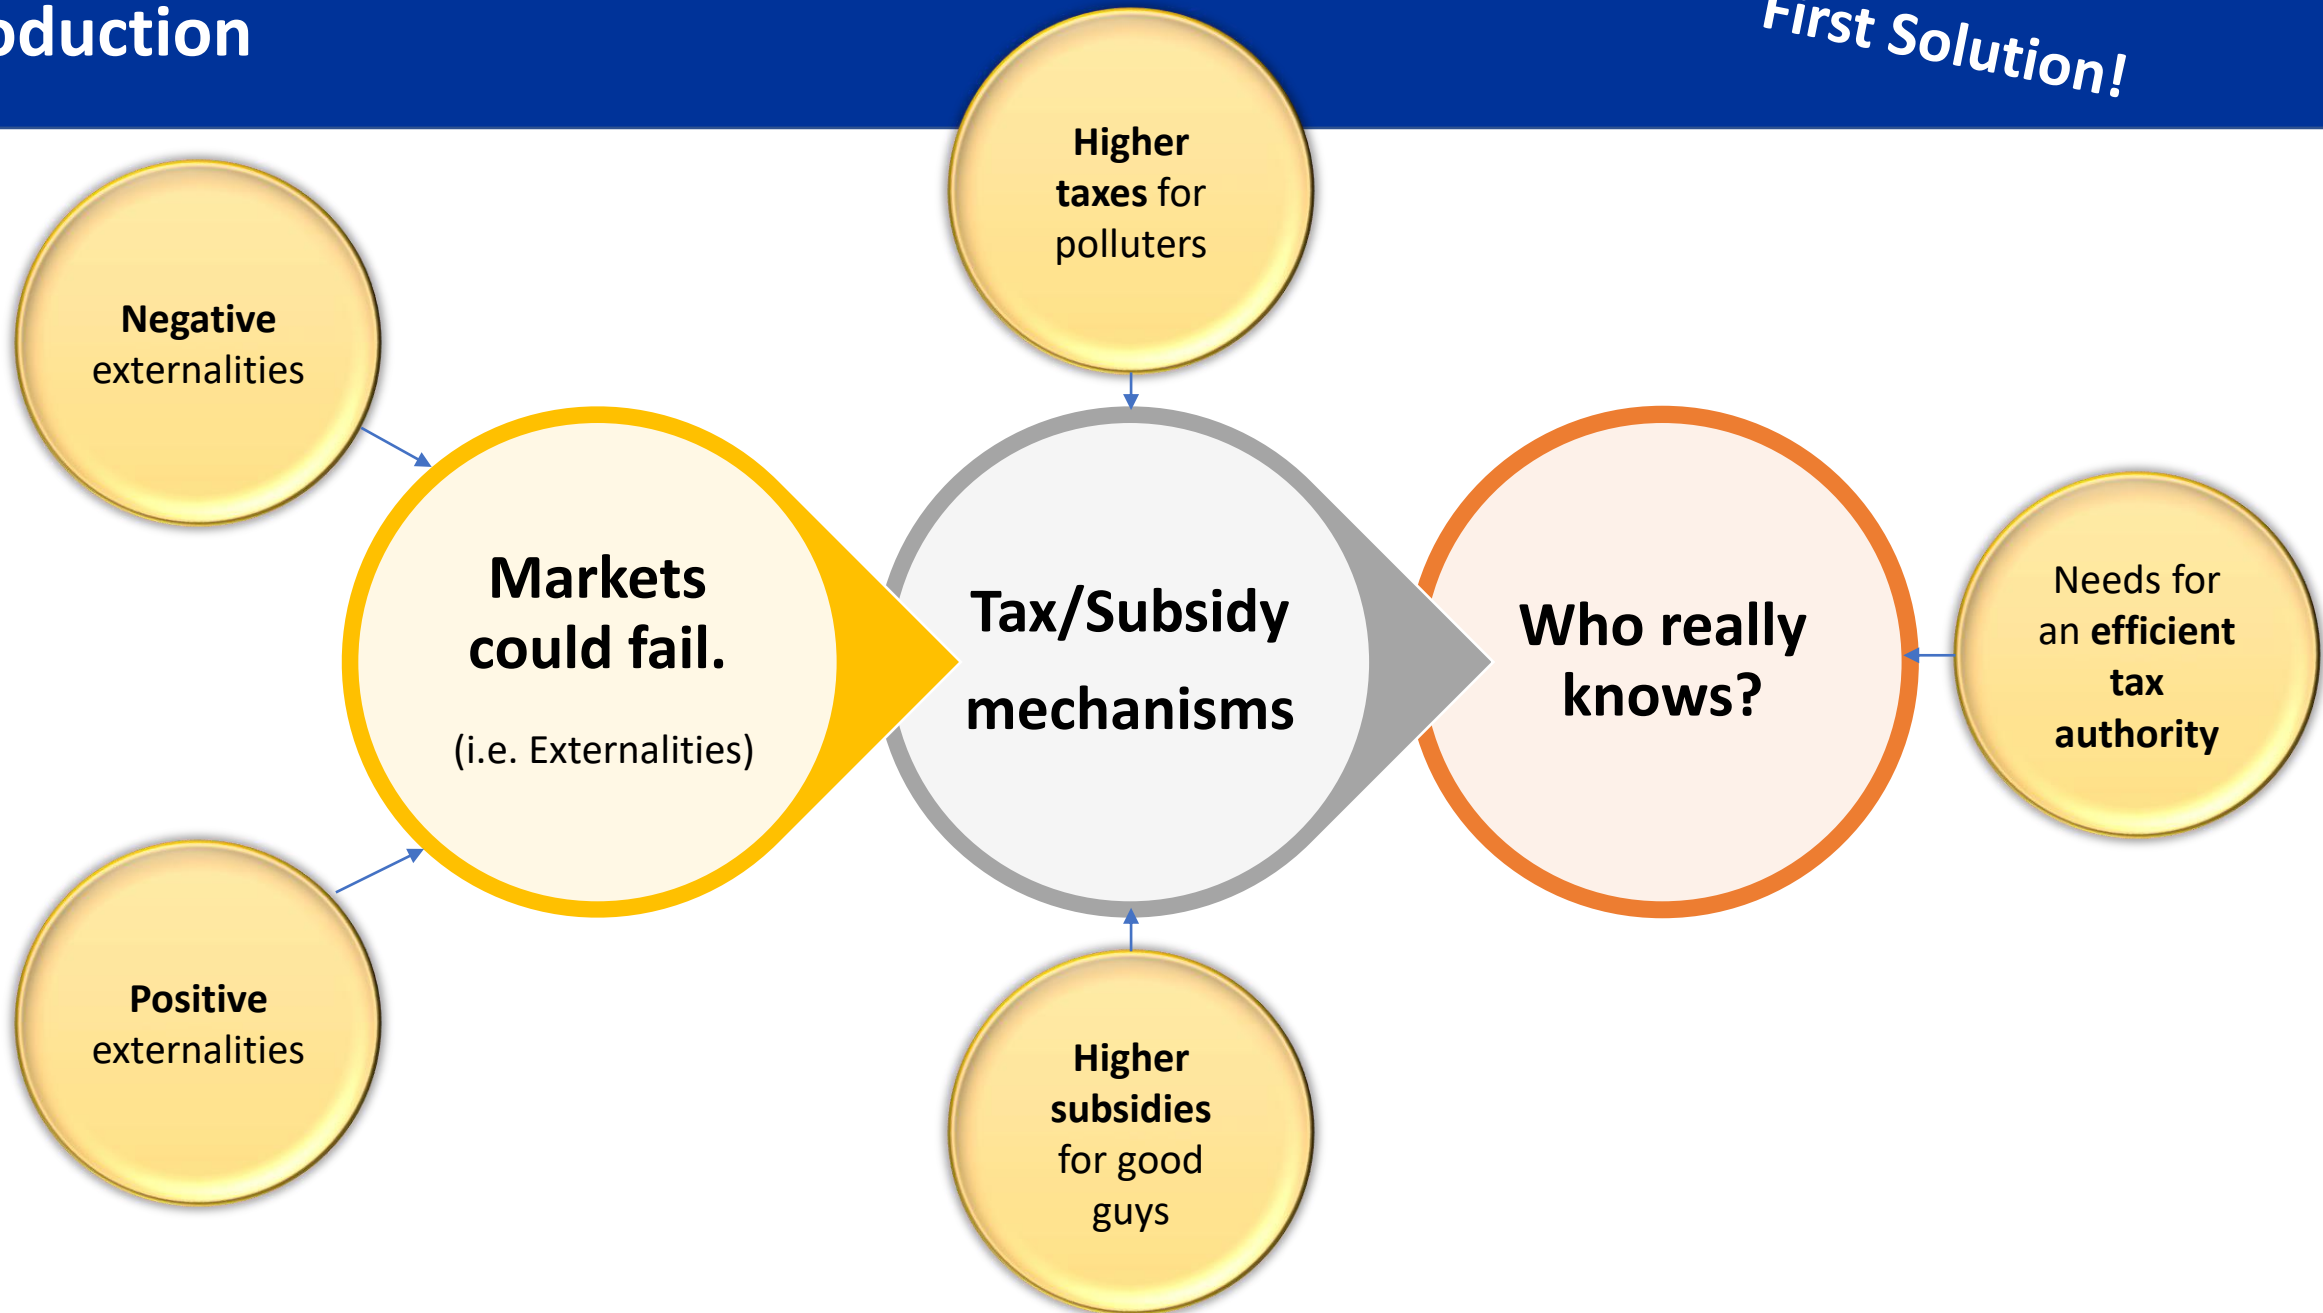 oduction
First Solution!
Higher
taxes for
polluters
Negative
externalities
Markets
could fail.
(i.e. Externalities)
Tax/Subsidy
mechanisms
Who really
knows?
Needs for
an efficient
tax
authority
Positive
externalities
Higher
subsidies
for good
guys